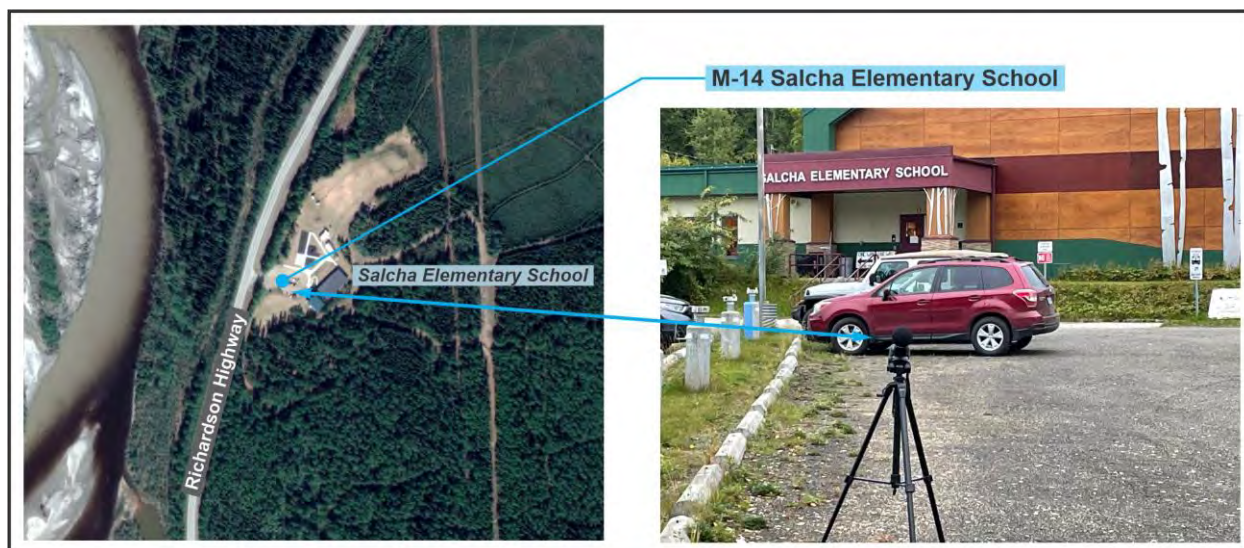 M-14 Salcha Elementary School
Salcha Elementary School
Richardson Highway
SALCHA ELEMENTARY SCHOOL